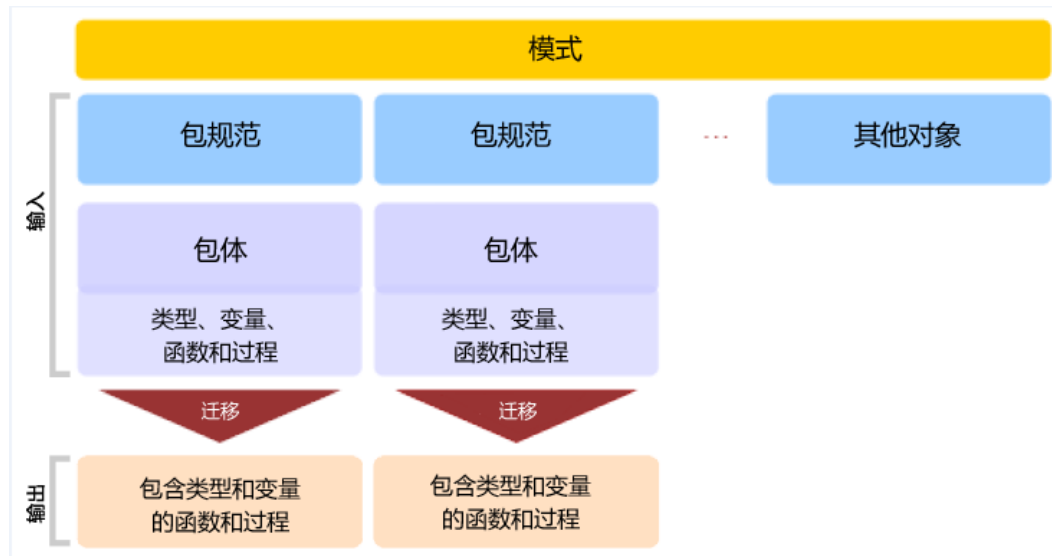 模式
包规范
包规范
...
其他对象
输入
包体
包体
类型、变量、
函数和过程
类型、变量、
函数和过程
迁移
迁移
输出
包含类型和变量
的函数和过程
包含类型和变量
的函数和过程